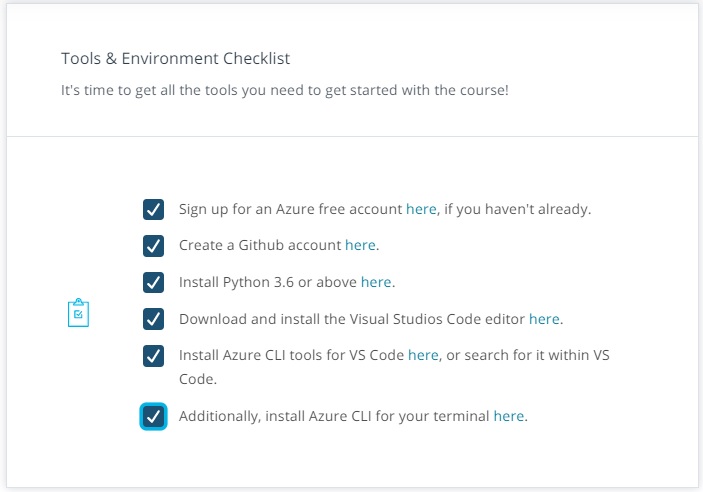 Tools & Environment Checklist
It's time to get all the tools you need to get started with the course!
Sign up for an Azure free account here, if you haven't already.
Create a Github account here.
Install Python 3.6 or above here.
Download and install the Visual Studios Code editor here.
Install Azure CLI tools for VS Code here, or search for it within VS
Code.
Additionally, install Azure CLI for your terminal here.